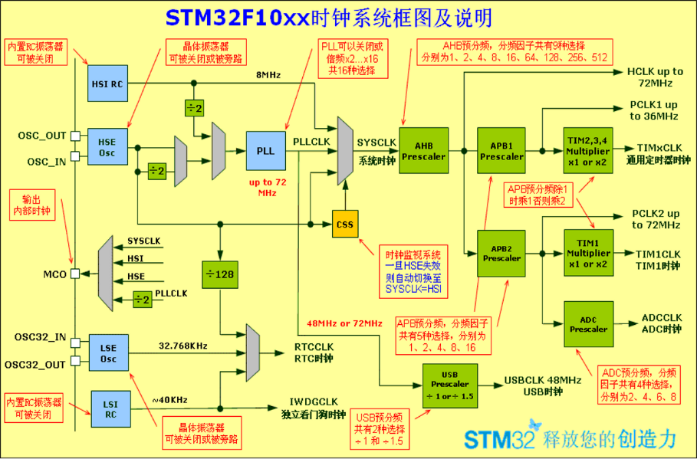 STM32F10xx时钟系统框图及说明
内置RC振荡器
可被关闭
晶体振荡器
可被关闭或被旁路
PLL可以关闭或
倍频x2...x16
共16种选择
AHB预分频，分频因子共有9种选择
分别为1、2、4、8、16、64、128、256、512
HSI RC
8MHz
÷2
HCLK up to
72MHz
PCLK1 up
to 36MHz
OSC_OUT
OSC_IN
HSE
Osc
÷2
PLL
PLLCLK
up to 72
MHz
SYSCLK
系统时钟
AHB
Prescaler
APB1
Prescaler
TIM2,3,4
Multiplier
x1 or x2
TIMxCLK
通用定时器时钟
输出
内部时钟
CSS
APB预分频除1
时乘1否则乘2
PCLK2 up
to 72MHz
MCO
SYSCLK
HSI
HSE
÷2
PLLCLK
÷128
时钟监视系统
一旦HSE失效
则自动切换至
SYSCLK=HSI
APB2
Prescaler
TIM1
Multiplier
x1 or x2
TIM1CLK
TIM1时钟
OSC32_IN
OSC32_OUT
LSE
Osc
32.768KHz
RTCCLK
RTC时钟
48MHz or 72MHz
APB预分频，分频因子
共有5种选择，分别为
1、2、4、8、16
ADC
Prescaler
ADCCLK
ADC时钟
内置RC振荡器
可被关闭
LSI
RC
~40KHz
IWDGCLK
独立看门狗时钟
USB
Prescaler
÷ 1 or ÷ 1.5
USBCLK 48MHz
USB时钟
ADC预分频，分频
因子共有4种选择，
分别为2、4、6、8
晶体振荡器
可被关闭或被旁路
USB预分频
共有2种选择
÷1 和 ÷1.5
STM32 释放您的创造力